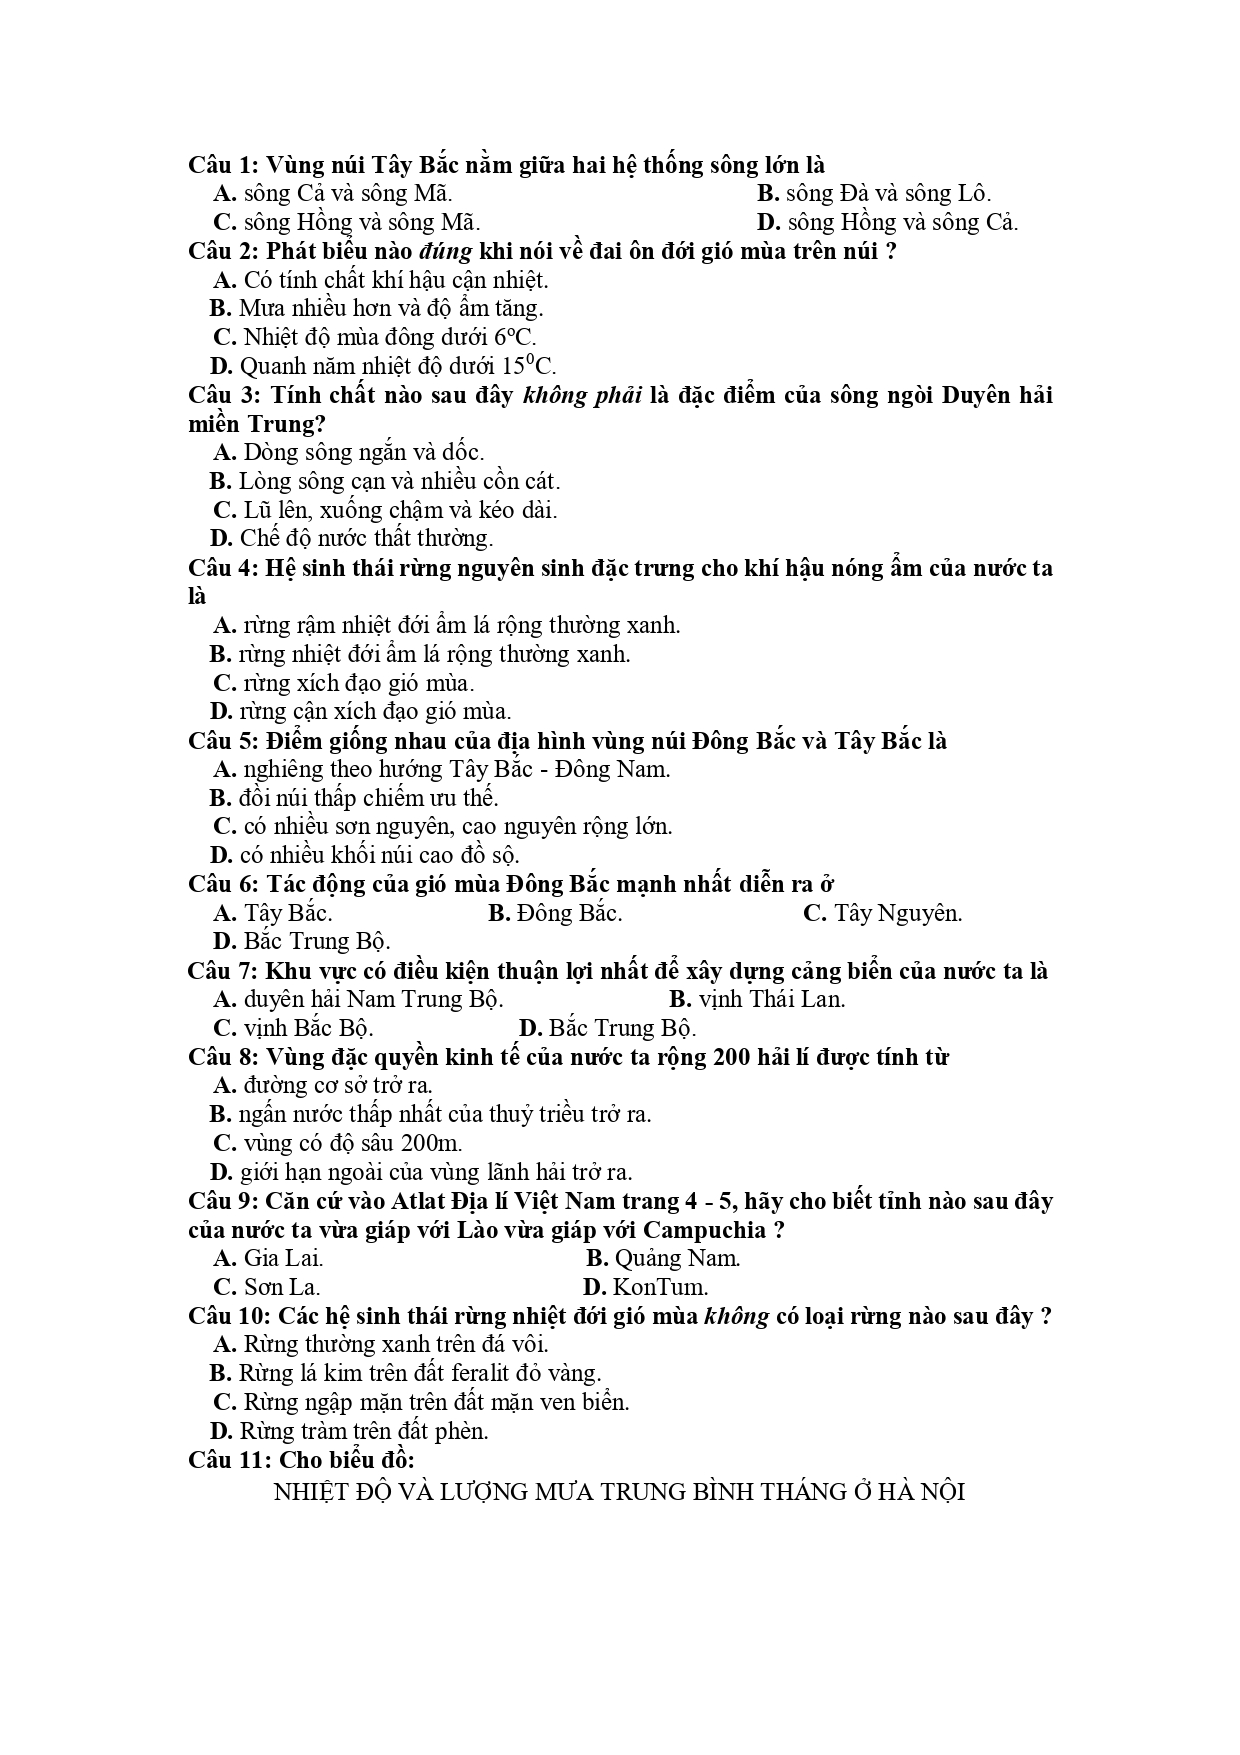 Câu 1: Vùng núi Tây Bắc nằm giữa hai hệ thống sông lớn là
A. sông Cả và sông Mã. B. sông Đà và sông Lô.
C. sông Hồng và sông Mã. D. sông Hồng và sông Cả.
Câu 2: Phát biểu nào đúng khi nói về đai ôn đới gió mùa trên núi ?
A. Có tính chất khí hậu cận nhiệt.
B. Mưa nhiều hơn và độ ẩm tăng.
C. Nhiệt độ mùa đông dưới 6ºC.
D. Quanh năm nhiệt độ dưới 15⁰C.
Câu 3: Tính chất nào sau đây không phải là đặc điểm của sông ngòi Duyên hải
miền Trung?
A. Dòng sông ngắn và dốc.
B. Lòng sông cạn và nhiều cồn cát.
C. Lũ lên, xuống chậm và kéo dài.
D. Chế độ nước thất thường.
Câu 4: Hệ sinh thái rừng nguyên sinh đặc trưng cho khí hậu nóng ẩm của nước ta
là
A. rừng rậm nhiệt đới ẩm lá rộng thường xanh.
B. rừng nhiệt đới ẩm lá rộng thường xanh.
C. rừng xích đạo gió mùa.
D. rừng cận xích đạo gió mùa.
Câu 5: Điểm giống nhau của địa hình vùng núi Đông Bắc và Tây Bắc là
A. nghiêng theo hướng Tây Bắc - Đông Nam.
B. đồi núi thấp chiếm ưu thế.
C. có nhiều sơn nguyên, cao nguyên rộng lớn.
D. có nhiều khối núi cao đồ sộ.
Câu 6: Tác động của gió mùa Đông Bắc mạnh nhất diễn ra ở
A. Tây Bắc. B. Đông Bắc. C. Tây Nguyên.
D. Bắc Trung Bộ.
Câu 7: Khu vực có điều kiện thuận lợi nhất để xây dựng cảng biển của nước ta là
A. duyên hải Nam Trung Bộ. B. vịnh Thái Lan.
C. vịnh Bắc Bộ. D. Bắc Trung Bộ.
Câu 8: Vùng đặc quyền kinh tế của nước ta rộng 200 hải lí được tính từ
A. đường cơ sở trở ra.
B. ngấn nước thấp nhất của thuỷ triều trở ra.
C. vùng có độ sâu 200m.
D. giới hạn ngoài của vùng lãnh hải trở ra.
Câu 9: Căn cứ vào Atlat Địa lí Việt Nam trang 4 - 5, hãy cho biết tỉnh nào sau đây
của nước ta vừa giáp với Lào vừa giáp với Campuchia ?
A. Gia Lai. B. Quảng Nam.
C. Sơn La. D. KonTum.
Câu 10: Các hệ sinh thái rừng nhiệt đới gió mùa không có loại rừng nào sau đây ?
A. Rừng thường xanh trên đá vôi.
B. Rừng lá kim trên đất feralit đỏ vàng.
C. Rừng ngập mặn trên đất mặn ven biển.
D. Rừng tràm trên đất phèn.
Câu 11: Cho biểu đồ:
NHIỆT ĐỘ VÀ LƯỢNG MƯA TRUNG BÌNH THÁNG Ở HÀ NỘI